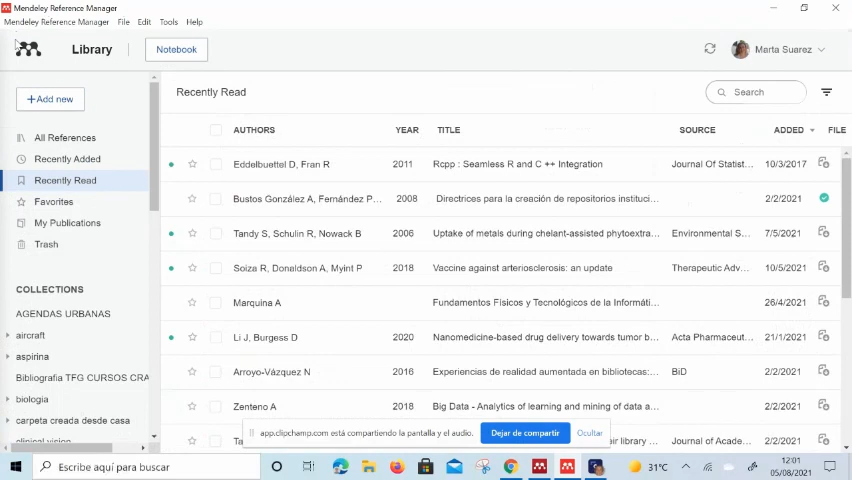 Mendeley Reference Manager
Mendeley Reference Manager File Edit Tools Help
Library Notebook Marta Suarez
+Add new
All References
Recently Added
Recently Read
Favorites
My Publications
Trash
COLLECTIONS
AGENDAS URBANAS
aircraft
aspirina
Bibliografia TFG CURSOS CRA
biologia
carpeta creada desde casa
clinical vision
Recently Read Search
AUTHORS YEAR TITLE SOURCE ADDED FILE
Eddelbuettel D, Fran R 2011 Rcpp : Seamless R and C ++ Integration Journal Of Statist... 10/3/2017
Bustos González A, Fernández P... 2008 Directrices para la creación de repositorios instituci... 2/2/2021
Tandy S, Schulin R, Nowack B 2006 Uptake of metals during chelant-assisted phytoextra... Environmental S... 7/5/2021
Soiza R, Donaldson A, Myint P 2018 Vaccine against arteriosclerosis: an update Therapeutic Adv... 10/5/2021
Marquina A Fundamentos Físicos y Tecnológicos de la Informáti... 26/4/2021
Li J, Burgess D 2020 Nanomedicine-based drug delivery towards tumor b... Acta Pharmaceut... 21/1/2021
Arroyo-Vázquez N 2016 Experiencias de realidad aumentada en bibliotecas:... BiD 2/2/2021
Zenteno A 2018 Big Data - Analytics of learning and mining of data a... 2/2/2021
ir library ... Journal of Acade... 2/2/2021
app.clipchamp.com está compartiendo la pantalla y el audio. Dejar de compartir Ocultar
Escribe aquí para buscar
31°C
12:01
05/08/2021